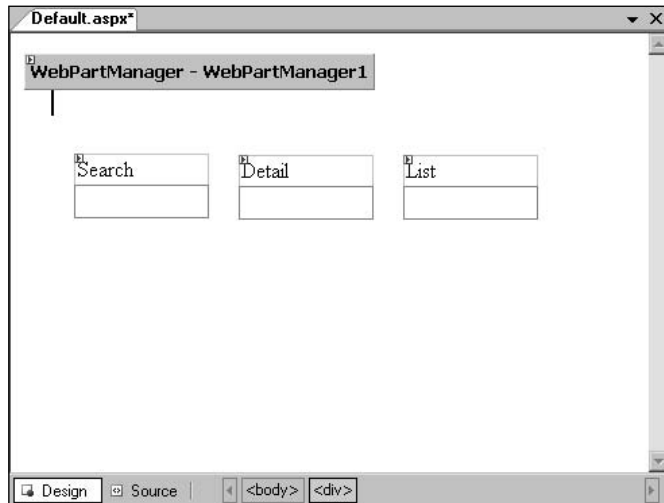 Default.aspx*
WebPartManager - WebPartManager1
Search
Detail
List
Design
Source
<body>
<div>